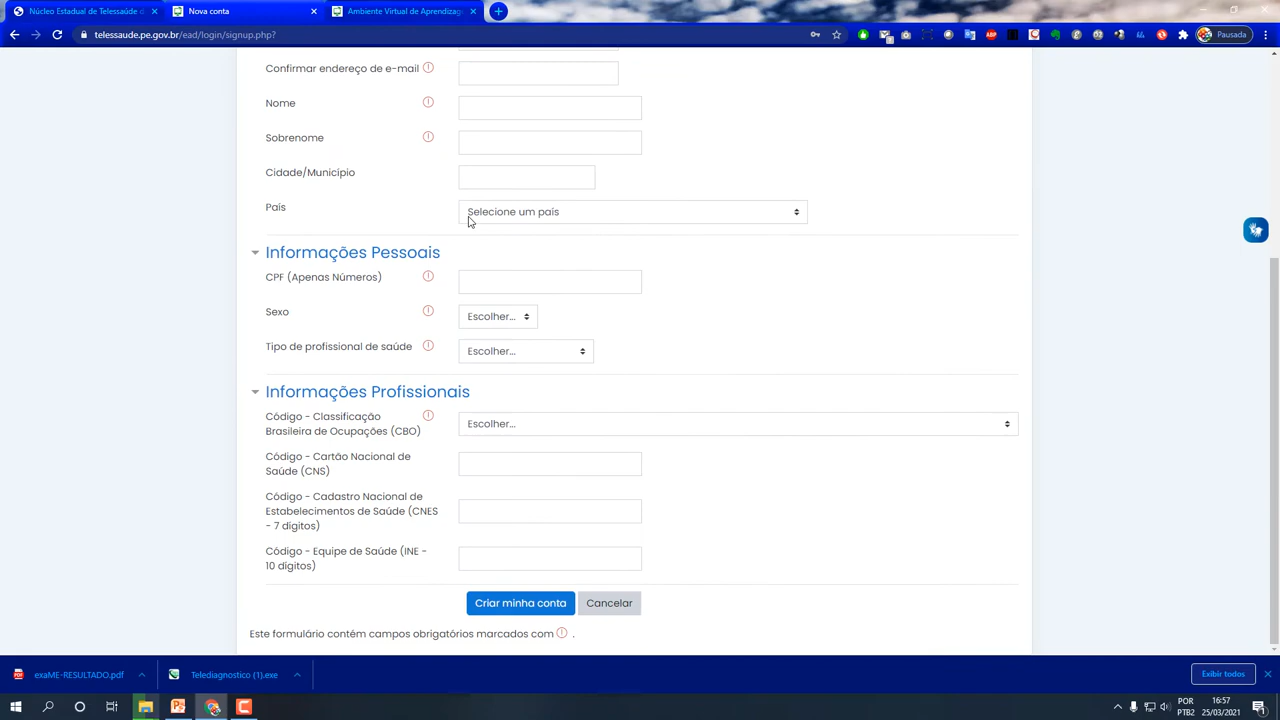 Núcleo Estadual de Telessaúde d
Nova conta
Ambiente Virtual de Aprendizag
telessaude.pe.gov.br/ead/login/signup.php?
Pausada
Confirmar endereço de e-mail
Nome
Sobrenome
Cidade/Município
País
Selecione um país
Informações Pessoais
CPF (Apenas Números)
Sexo
Escolher...
Tipo de profissional de saúde
Escolher...
Informações Profissionais
Código - Classificação
Brasileira de Ocupações (CBO)
Escolher...
Código - Cartão Nacional de
Saúde (CNS)
Código - Cadastro Nacional de
Estabelecimentos de Saúde (CNES
- 7 digitos)
Código - Equipe de Saúde (INE -
10 dígitos)
Criar minha conta
Cancelar
Este formulário contém campos obrigatórios marcados com .
exaME-RESULTADO.pdf
Telediagnostico (1).exe
Exibir todos
POR
PTB2
16:57
25/03/2021